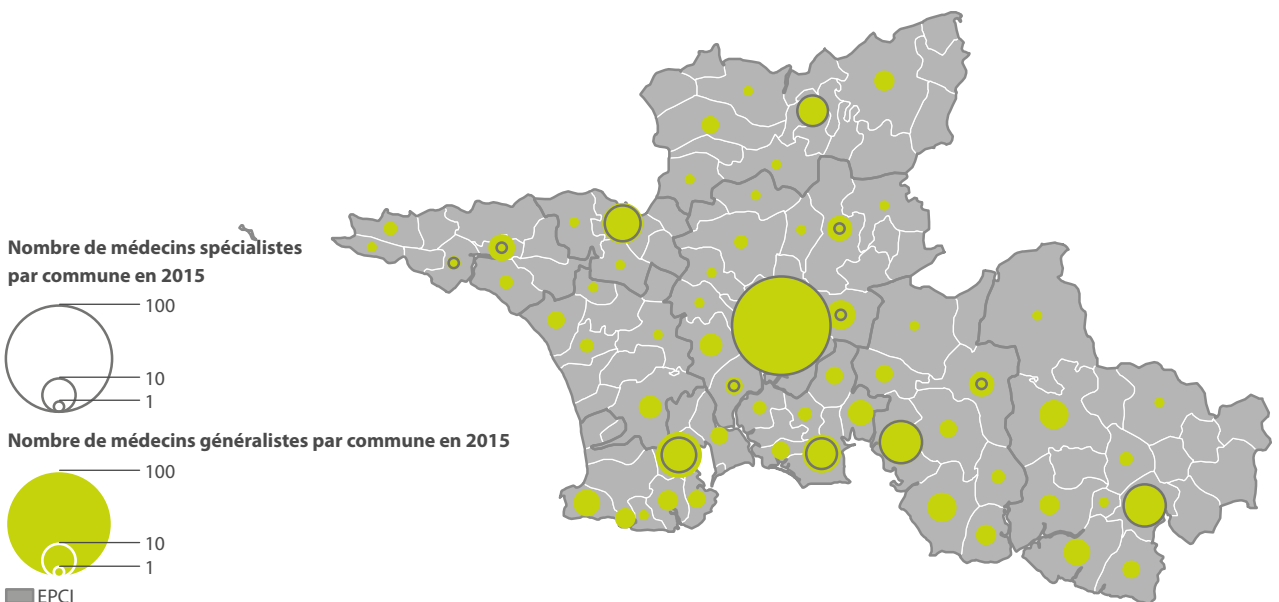 Nombre de médecins spécialistes
par commune en 2015
100
10
1
Nombre de médecins généralistes par commune en 2015
100
10
1
EPCI